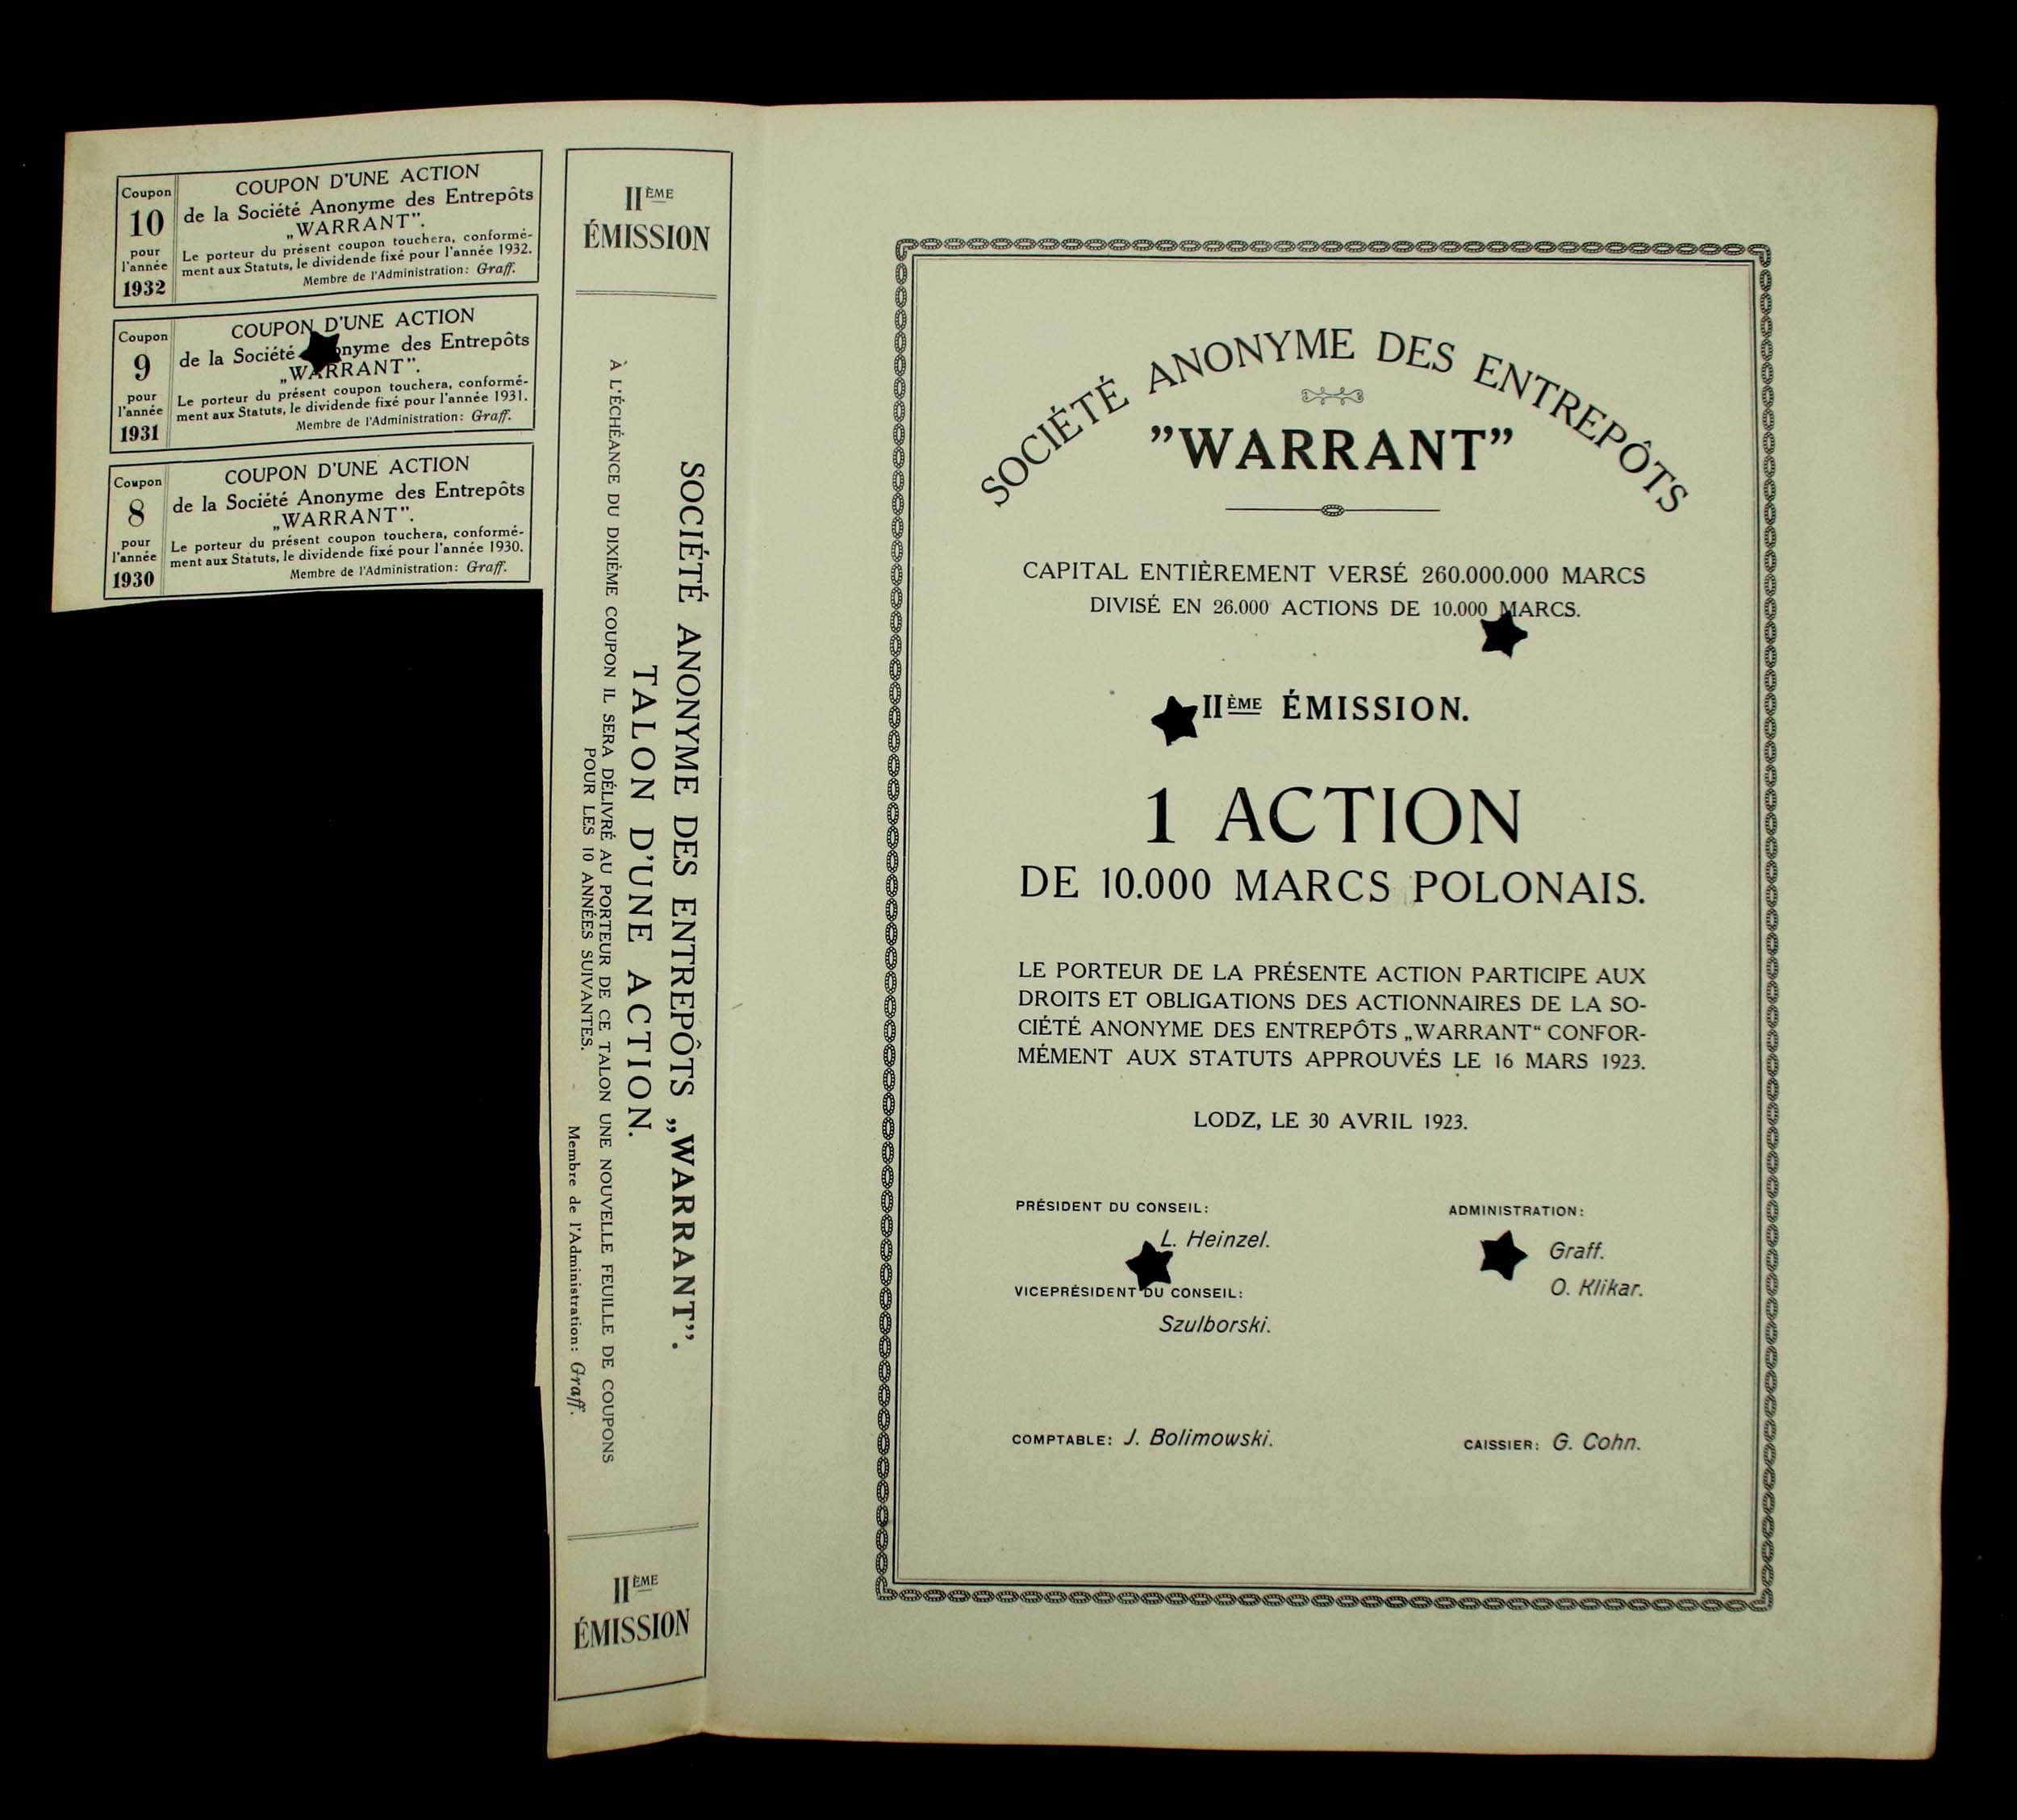 Coupon
10
pour
l'année
1932
COUPON D'UNE ACTION
de la Société Anonyme des Entrepôts
„WARRANT”.
Le porteur du présent coupon touchera, conformé-
ment aux Statuts, le dividende fixé pour l'année 1932.
Membre de l'Administration: Graff.
Coupon
9
pour
l'année
1931
COUPON D'UNE ACTION
de la Société onyme des Entrepôts
„WARRANT”.
Le porteur du présent coupon touchera, conformé-
ment aux Statuts, le dividende fixé pour l'année 1931.
Membre de l'Administration: Graff.
Coupon
8
pour
l'année
1930
COUPON D'UNE ACTION
de la Société Anonyme des Entrepôts
„WARRANT”.
Le porteur du présent coupon touchera, conformé-
ment aux Statuts, le dividende fixé pour l'année 1930.
Membre de l'Administration: Graff.
IIÈME
ÉMISSION
SOCIÉTÉ ANONYME DES ENTREPÔTS „WARRANT”.
TALON D'UNE ACTION.
À L'ÉCHÉANCE DU DIXIÈME COUPON IL SERA DÉLIVRÉ AU PORTEUR DE CE TALON UNE NOUVELLE FEUILLE DE COUPONS
POUR LES 10 ANNÉES SUIVANTES.
Membre de l'Administration: Graff.
IIÈME
ÉMISSION
SOCIÉTÉ ANONYME DES ENTREPÔTS
”WARRANT”
CAPITAL ENTIÈREMENT VERSÉ 260.000.000 MARCS
DIVISÉ EN 26.000 ACTIONS DE 10.000 MARCS.
IIÈME ÉMISSION.
1 ACTION
DE 10.000 MARCS POLONAIS.
LE PORTEUR DE LA PRÉSENTE ACTION PARTICIPE AUX
DROITS ET OBLIGATIONS DES ACTIONNAIRES DE LA SO-
CIÉTÉ ANONYME DES ENTREPÔTS „WARRANT“ CONFOR-
MÉMENT AUX STATUTS APPROUVÉS LE 16 MARS 1923.
LODZ, LE 30 AVRIL 1923.
PRÉSIDENT DU CONSEIL:
L. Heinzel.
VICEPRÉSIDENT DU CONSEIL:
Szulborski.
ADMINISTRATION:
Graff.
O. Klikar.
COMPTABLE: J. Bolimowski.
CAISSIER: G. Cohn.